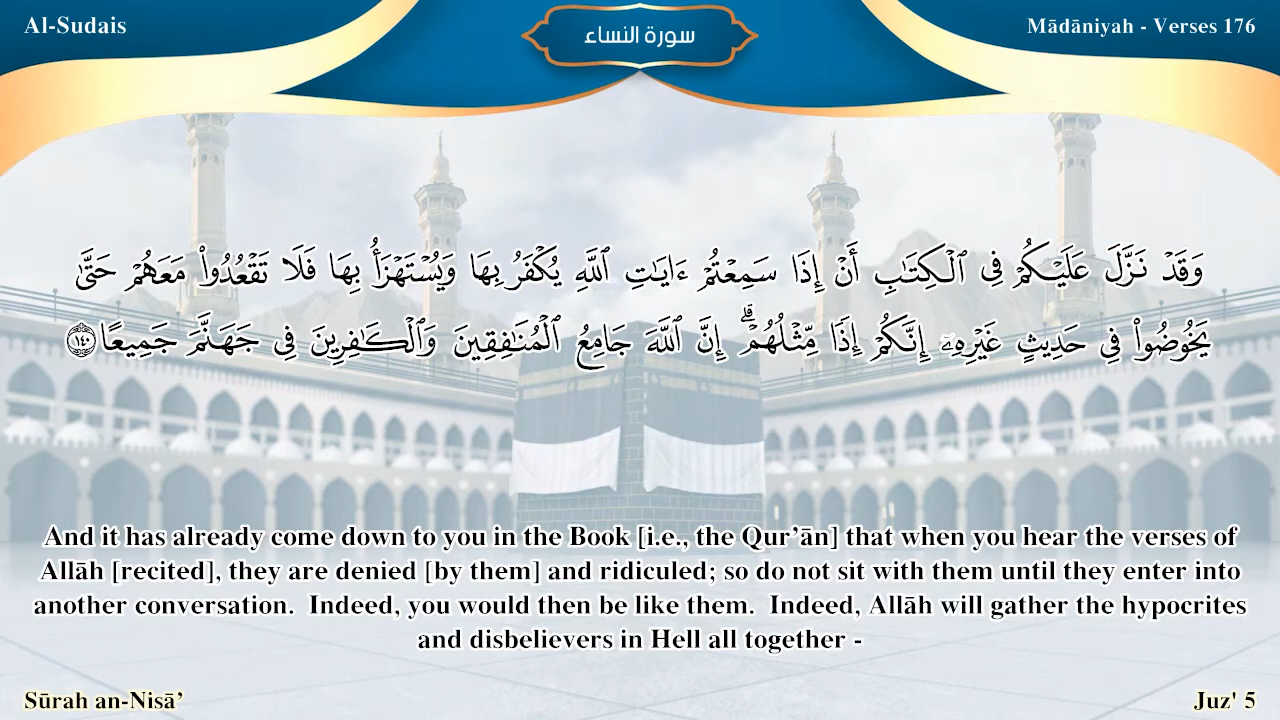 Al-Sudais
سورة النساء
Mādāniyah - Verses 176
وَقَدْ نَزَّلَ عَلَيْكُمْ فِي ٱلْكِتَـٰبِ أَنْ إِذَا سَمِعْتُمْ ءَايَـٰتِ ٱللَّهِ يُكْفَرُ بِهَا وَيُسْتَهْزَأُ بِهَا فَلَا تَقْعُدُوا۟ مَعَهُمْ حَتَّىٰ
يَخُوضُوا۟ فِي حَدِيثٍ غَيْرِهِۦٓ إِنَّكُمْ إِذًا مِّثْلُهُمْ ۗ إِنَّ ٱللَّهَ جَامِعُ ٱلْمُنَـٰفِقِينَ وَٱلْكَـٰفِرِينَ فِي جَهَنَّمَ جَمِيعًا ١٤٠
And it has already come down to you in the Book [i.e., the Qur’ān] that when you hear the verses of
Allāh [recited], they are denied [by them] and ridiculed; so do not sit with them until they enter into
another conversation.  Indeed, you would then be like them.  Indeed, Allāh will gather the hypocrites
and disbelievers in Hell all together -
Sūrah an-Nisā’
Juz' 5